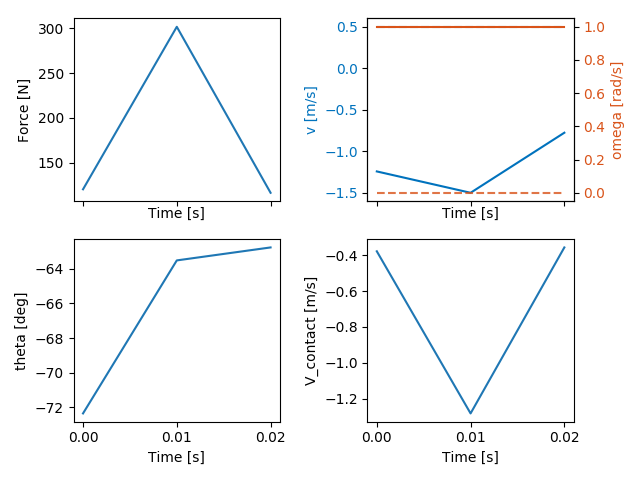 300
250
200
150
Force [N]
Time [s]
0.5
0.0
−0.5
−1.0
−1.5
v [m/s]
1.0
0.8
0.6
0.4
0.2
0.0
omega [rad/s]
Time [s]
−64
−66
−68
−70
−72
theta [deg]
0.00 0.01 0.02
Time [s]
−0.4
−0.6
−0.8
−1.0
−1.2
V_contact [m/s]
0.00 0.01 0.02
Time [s]